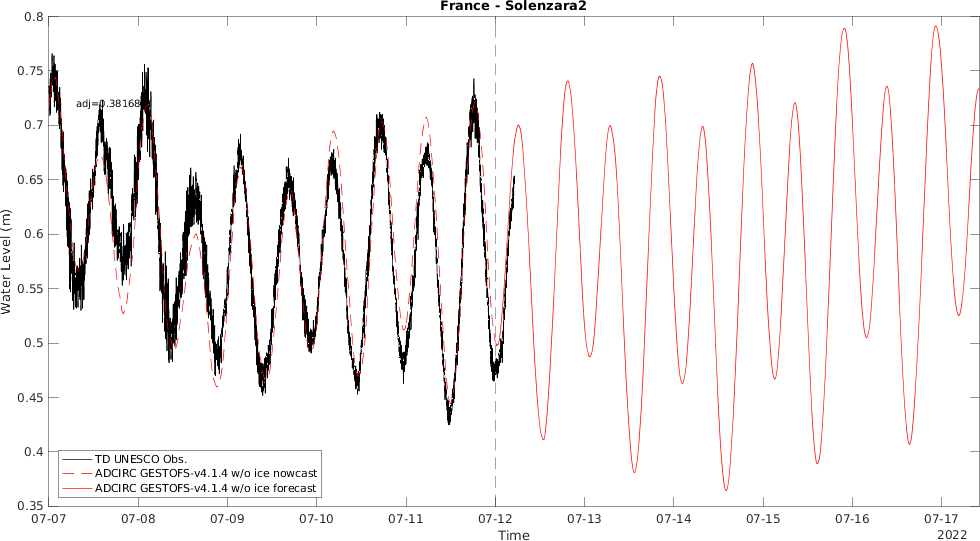 France - Solenzara2
0.8
0.75
0.7
0.65
0.6
0.55
0.5
0.45
0.4
0.35
Water Level (m)
adj=0.38168
TD UNESCO Obs.
ADCIRC GESTOFS-v4.1.4 w/o ice nowcast
ADCIRC GESTOFS-v4.1.4 w/o ice forecast
07-07 07-08 07-09 07-10 07-11 07-12 07-13 07-14 07-15 07-16 07-17
Time
2022